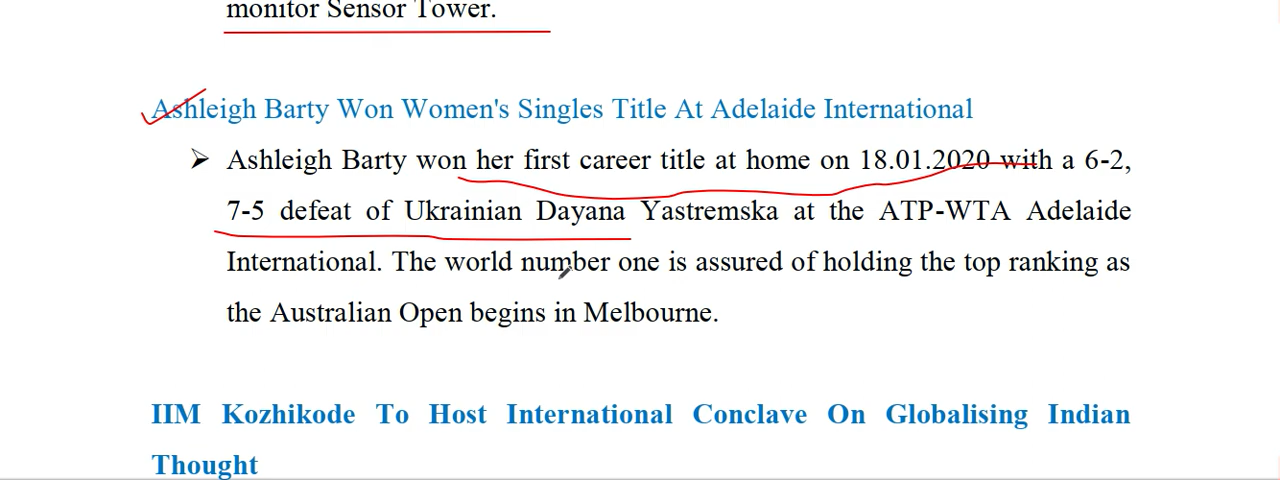 monitor Sensor Tower.
Ashleigh Barty Won Women's Singles Title At Adelaide International
➢ Ashleigh Barty won her first career title at home on 18.01.2020 with a 6-2,
7-5 defeat of Ukrainian Dayana Yastremska at the ATP-WTA Adelaide
International. The world number one is assured of holding the top ranking as
the Australian Open begins in Melbourne.
IIM Kozhikode To Host International Conclave On Globalising Indian
Thought